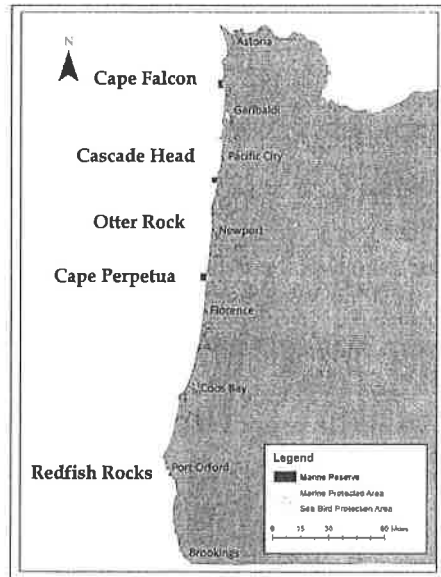 N
Astoria
Cape Falcon
Garibaldi
Cascade Head
Pacific City
Otter Rock
Newport
Cape Perpetua
Florence
Coos Bay
Redfish Rocks
Port Orford
Brookings
Legend
Marine Reserve
Marine Protected Area
Sea Bird Protection Area
0 15 30 60 Miles